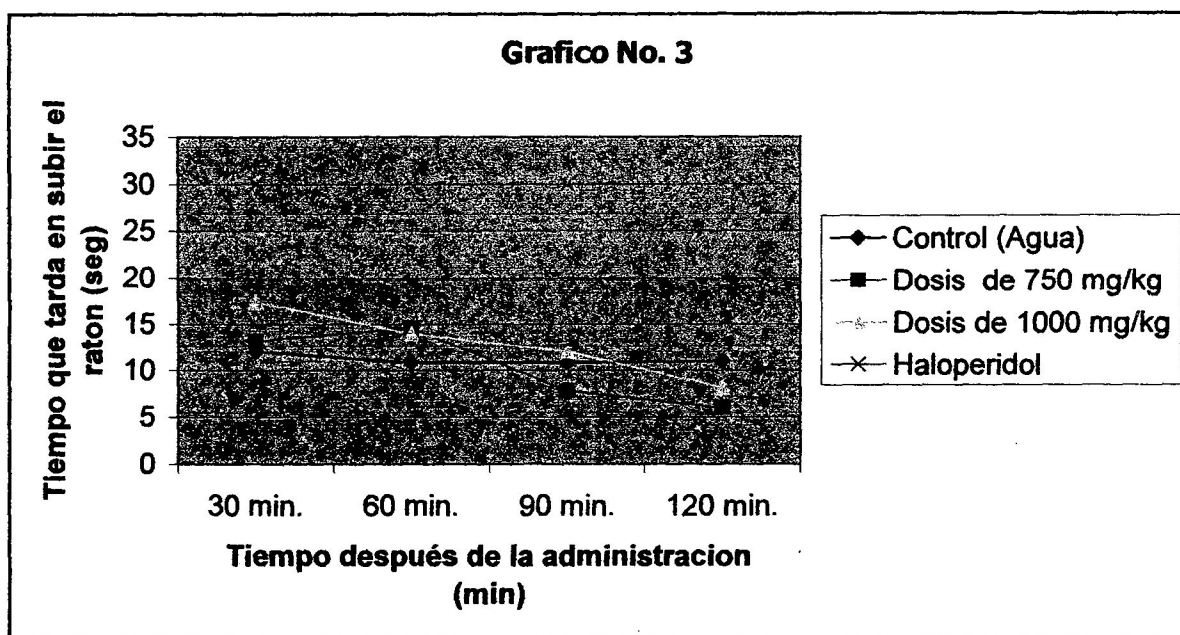 Grafico No. 3
Tiempo que tarda en subir el
raton (seg)
35
30
25
20
15
10
5
0
30 min.
60 min.
90 min.
120 min.
Tiempo después de la administracion
(min)
Control (Agua)
Dosis de 750 mg/kg
Dosis de 1000 mg/kg
Haloperidol